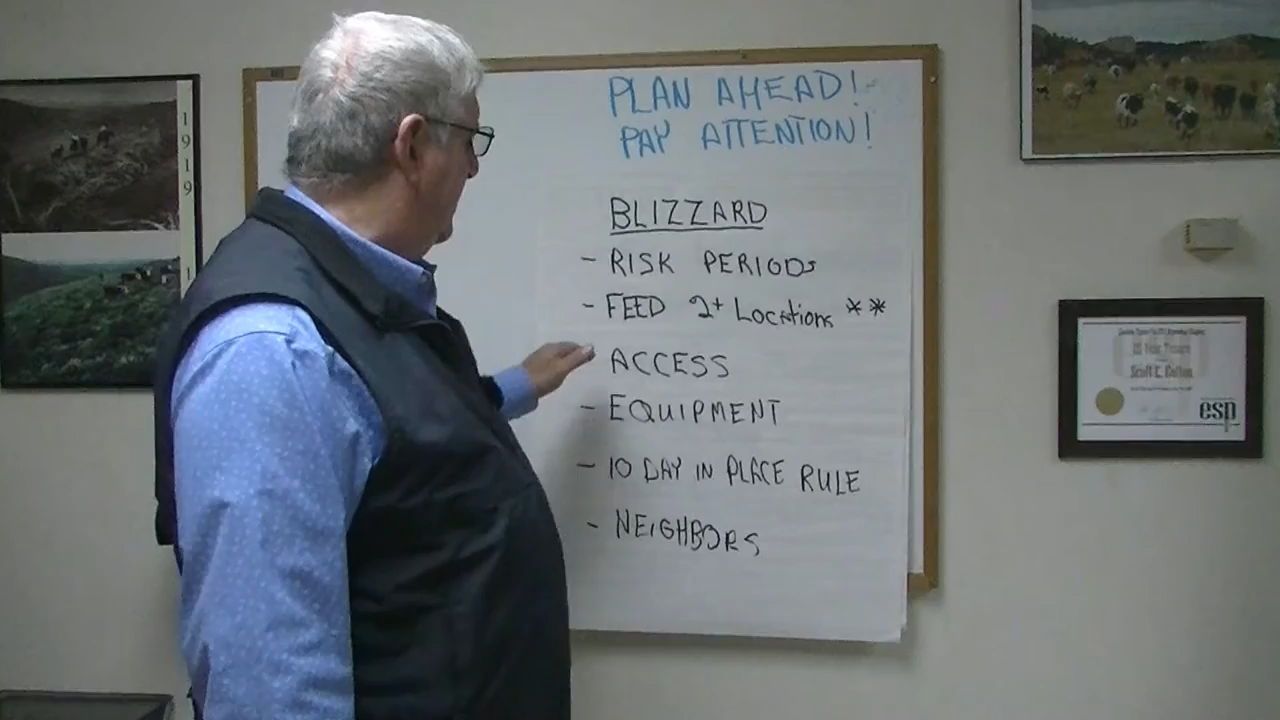 PLAN AHEAD!
PAY ATTENTION!
BLIZZARD
- RISK PERIODS
- FEED 2+ Locations **
ACCESS
- EQUIPMENT
- 10 DAY IN PLACE RULE
- NEIGHBORS
1919
esp